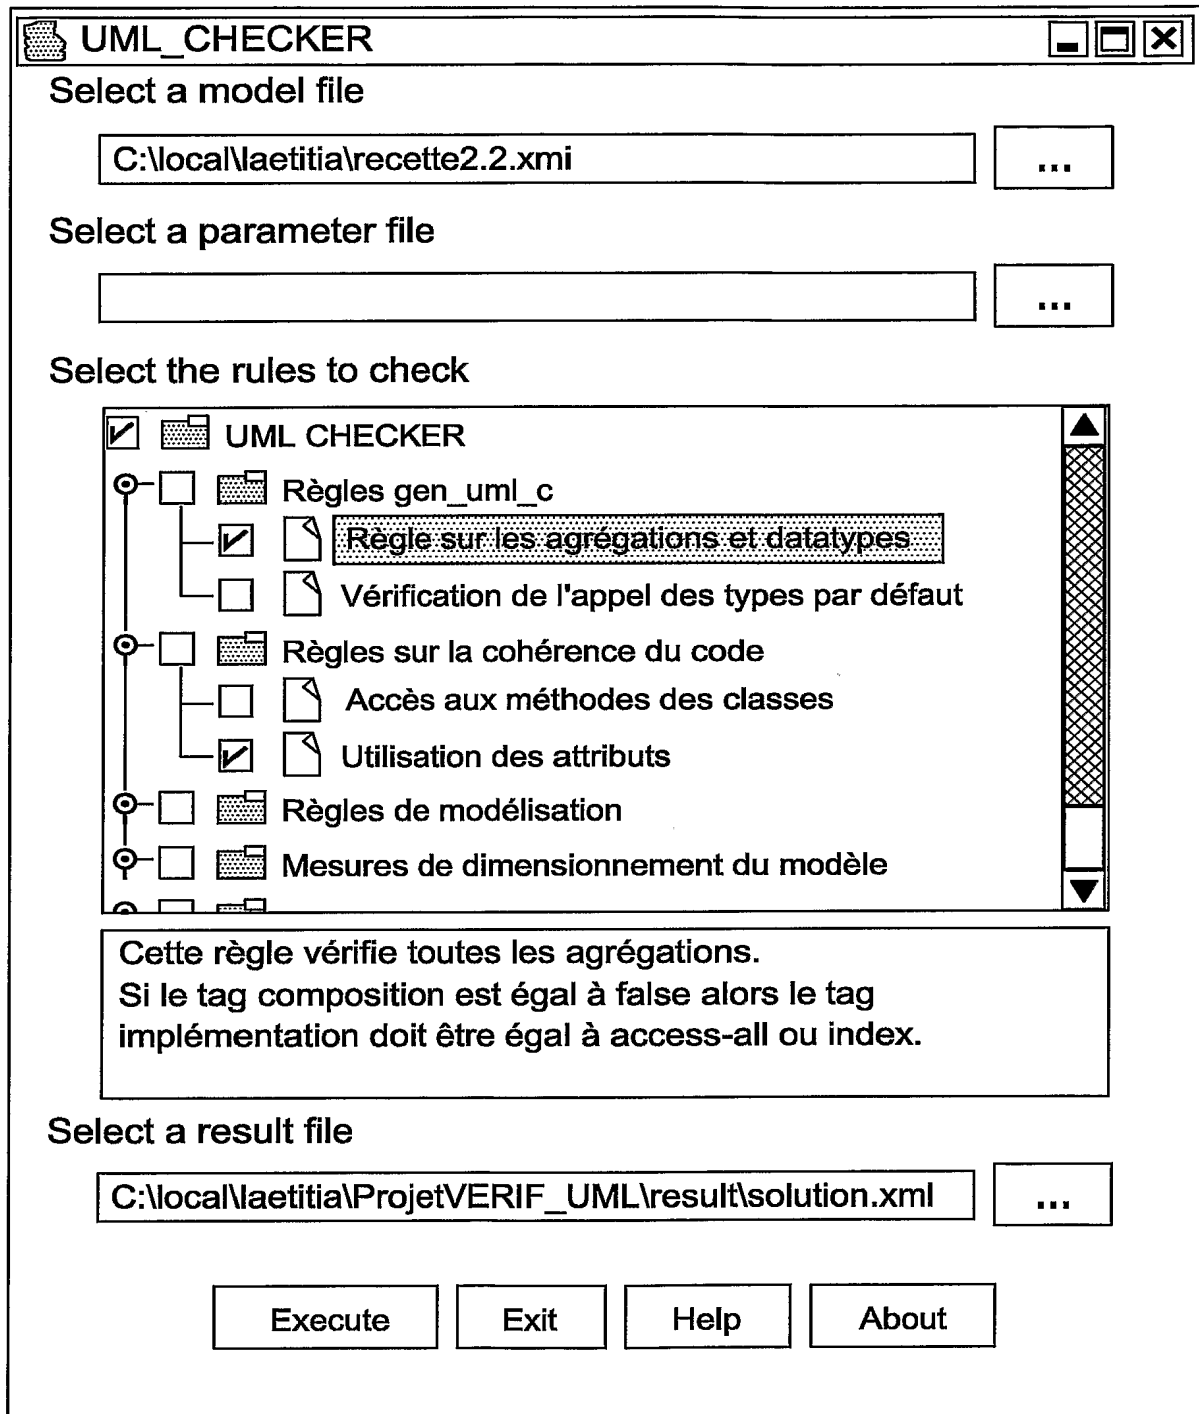 UML_CHECKER
Select a model file
C:\local\laetitia\recette2.2.xmi
...
Select a parameter file
...
Select the rules to check
UML CHECKER
Règles gen_uml_c
Règle sur les agrégations et datatypes
Vérification de l'appel des types par défaut
Règles sur la cohérence du code
Accès aux méthodes des classes
Utilisation des attributs
Règles de modélisation
Mesures de dimensionnement du modèle
Cette règle vérifie toutes les agrégations.
Si le tag composition est égal à false alors le tag
implémentation doit être égal à access-all ou index.
Select a result file
C:\local\laetitia\ProjetVERIF_UML\result\solution.xml
...
Execute Exit Help About